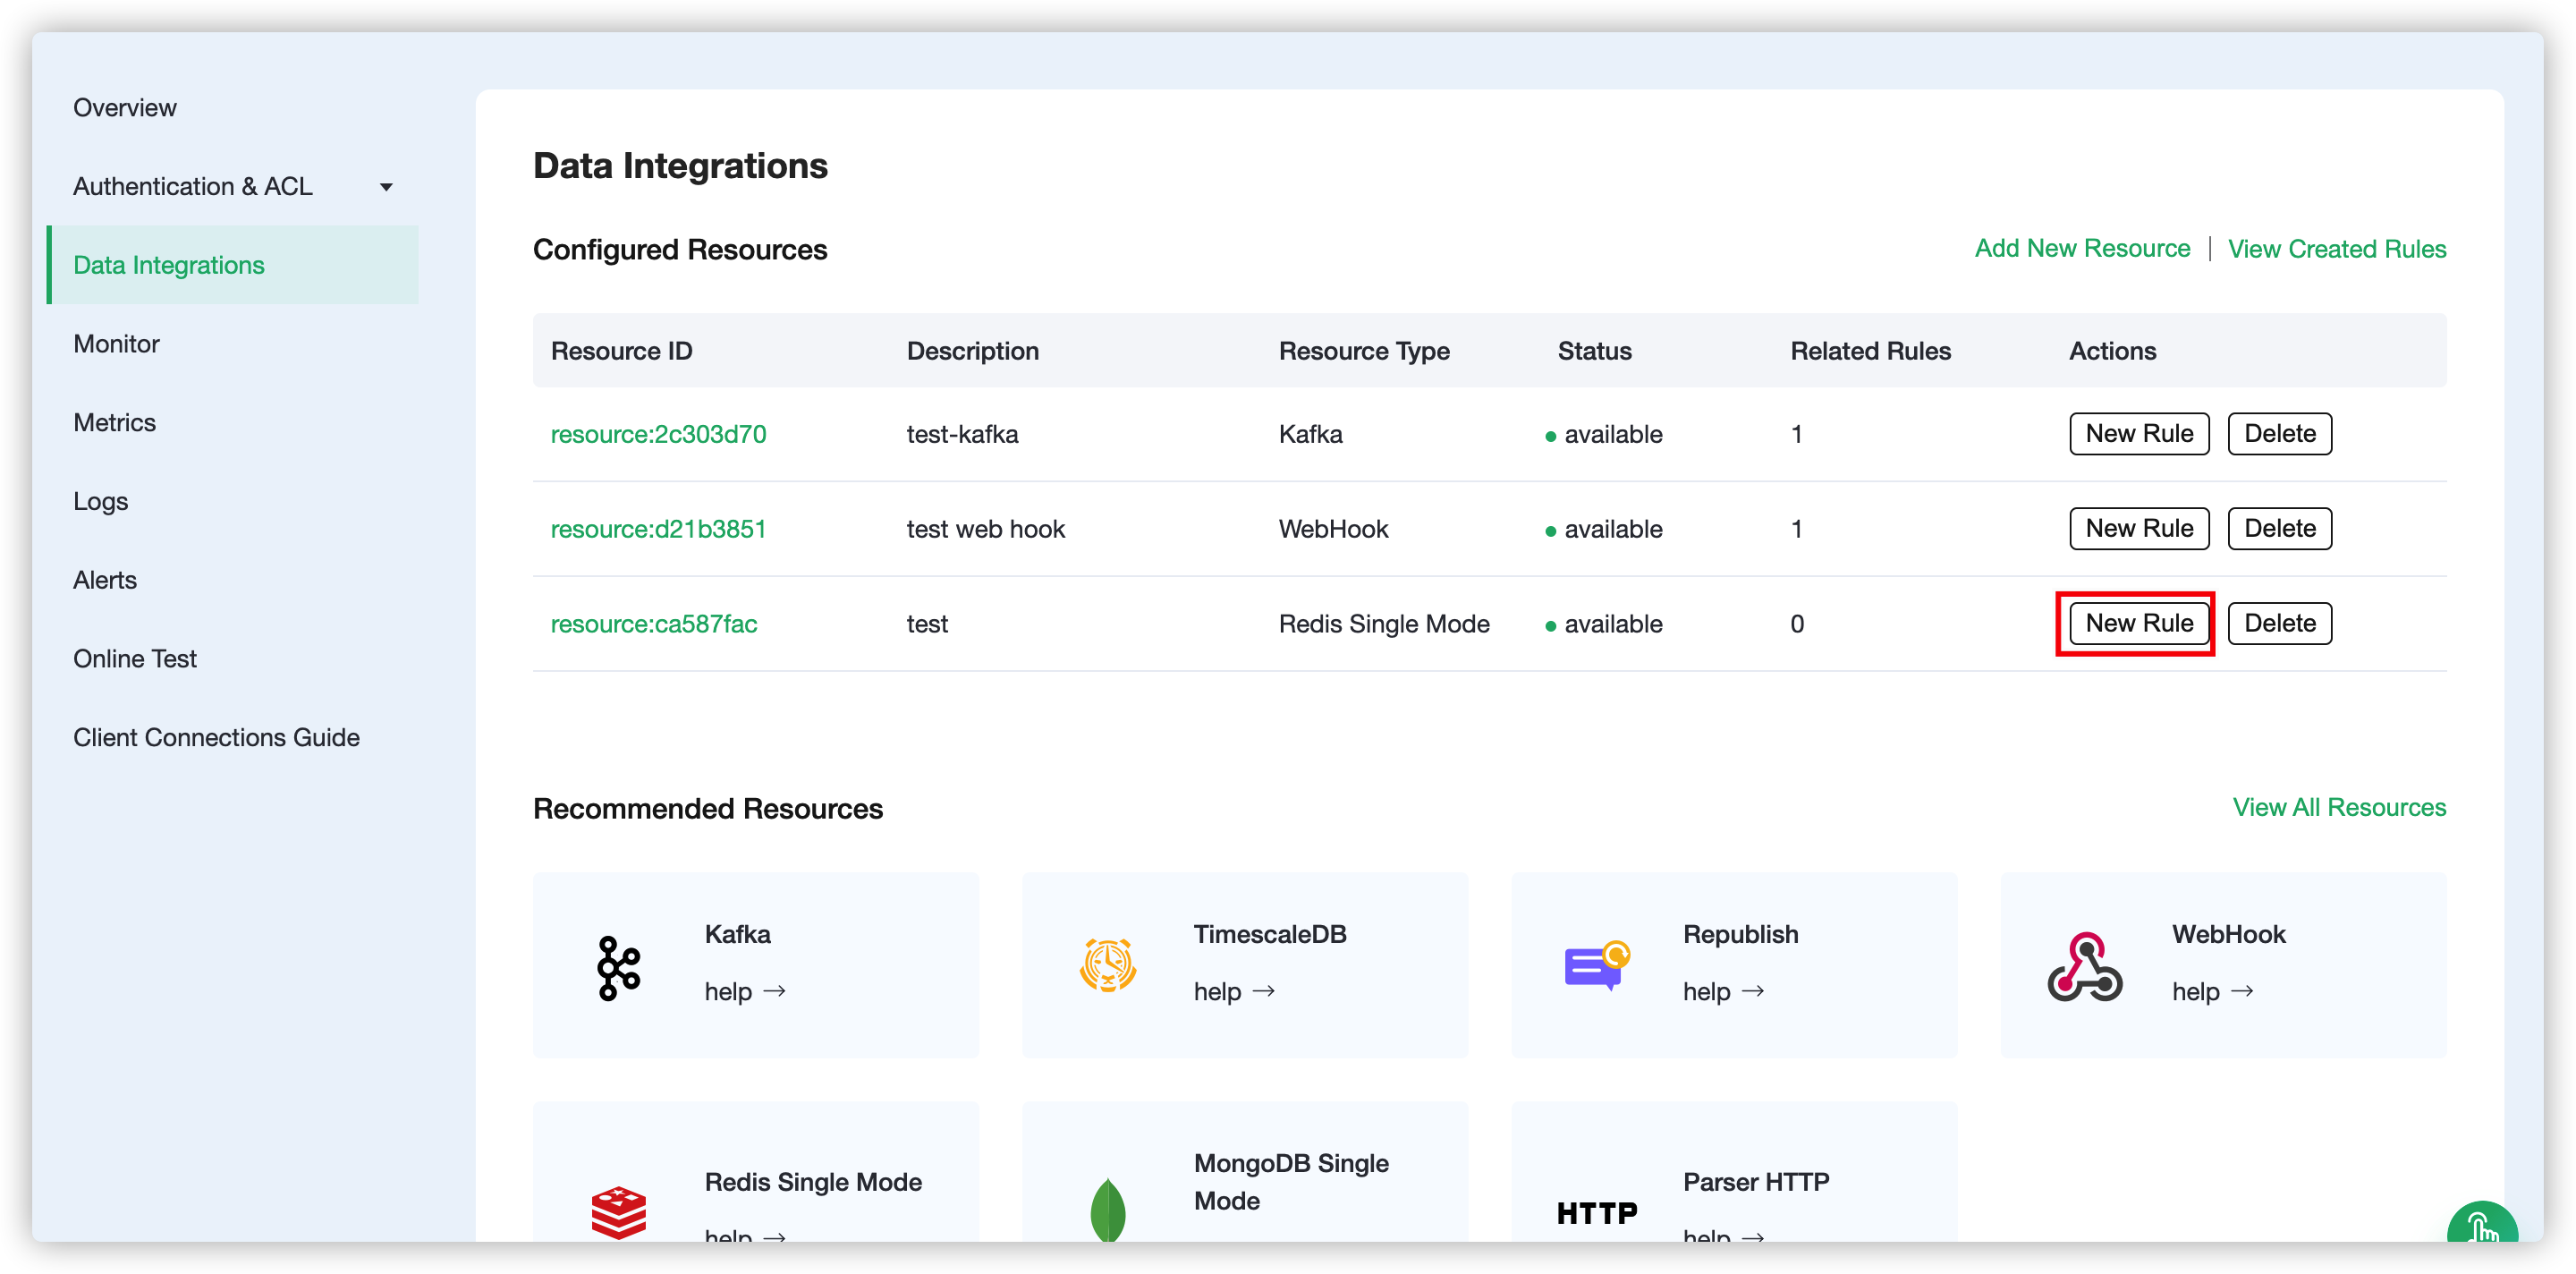 Overview
Authentication & ACL
Data Integrations
Monitor
Metrics
Logs
Alerts
Online Test
Client Connections Guide
Data Integrations
Configured Resources
Add New Resource | View Created Rules
Resource ID Description Resource Type Status Related Rules Actions
resource:2c303d70 test-kafka Kafka available 1 New Rule Delete
resource:d21b3851 test web hook WebHook available 1 New Rule Delete
resource:ca587fac test Redis Single Mode available 0 New Rule Delete
Recommended Resources
View All Resources
Kafka
help →
TimescaleDB
help →
Republish
help →
WebHook
help →
Redis Single Mode
help →
MongoDB Single
Mode
HTTP
Parser HTTP
help →